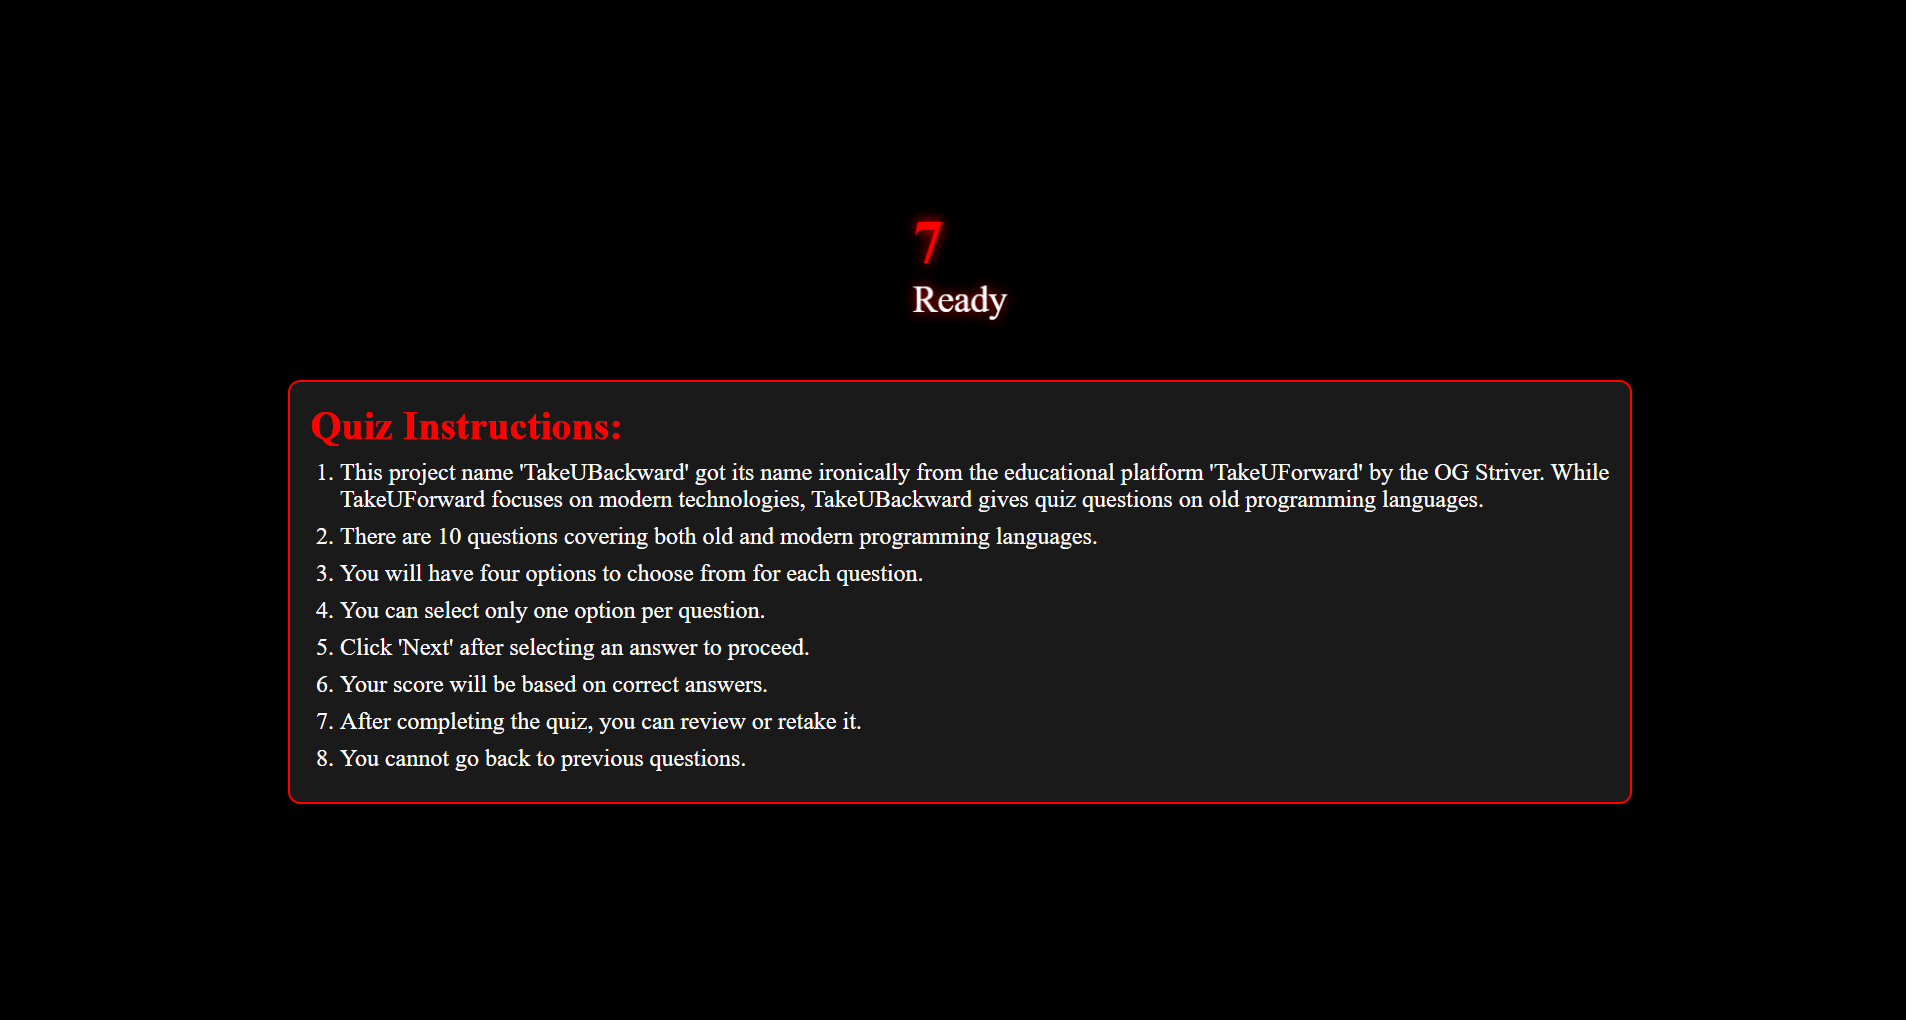 7
Ready
Quiz Instructions:
1. This project name 'TakeUBackward' got its name ironically from the educational platform 'TakeUForward' by the OG Striver. While
TakeUForward focuses on modern technologies, TakeUBackward gives quiz questions on old programming languages.
2. There are 10 questions covering both old and modern programming languages.
3. You will have four options to choose from for each question.
4. You can select only one option per question.
5. Click 'Next' after selecting an answer to proceed.
6. Your score will be based on correct answers.
7. After completing the quiz, you can review or retake it.
8. You cannot go back to previous questions.